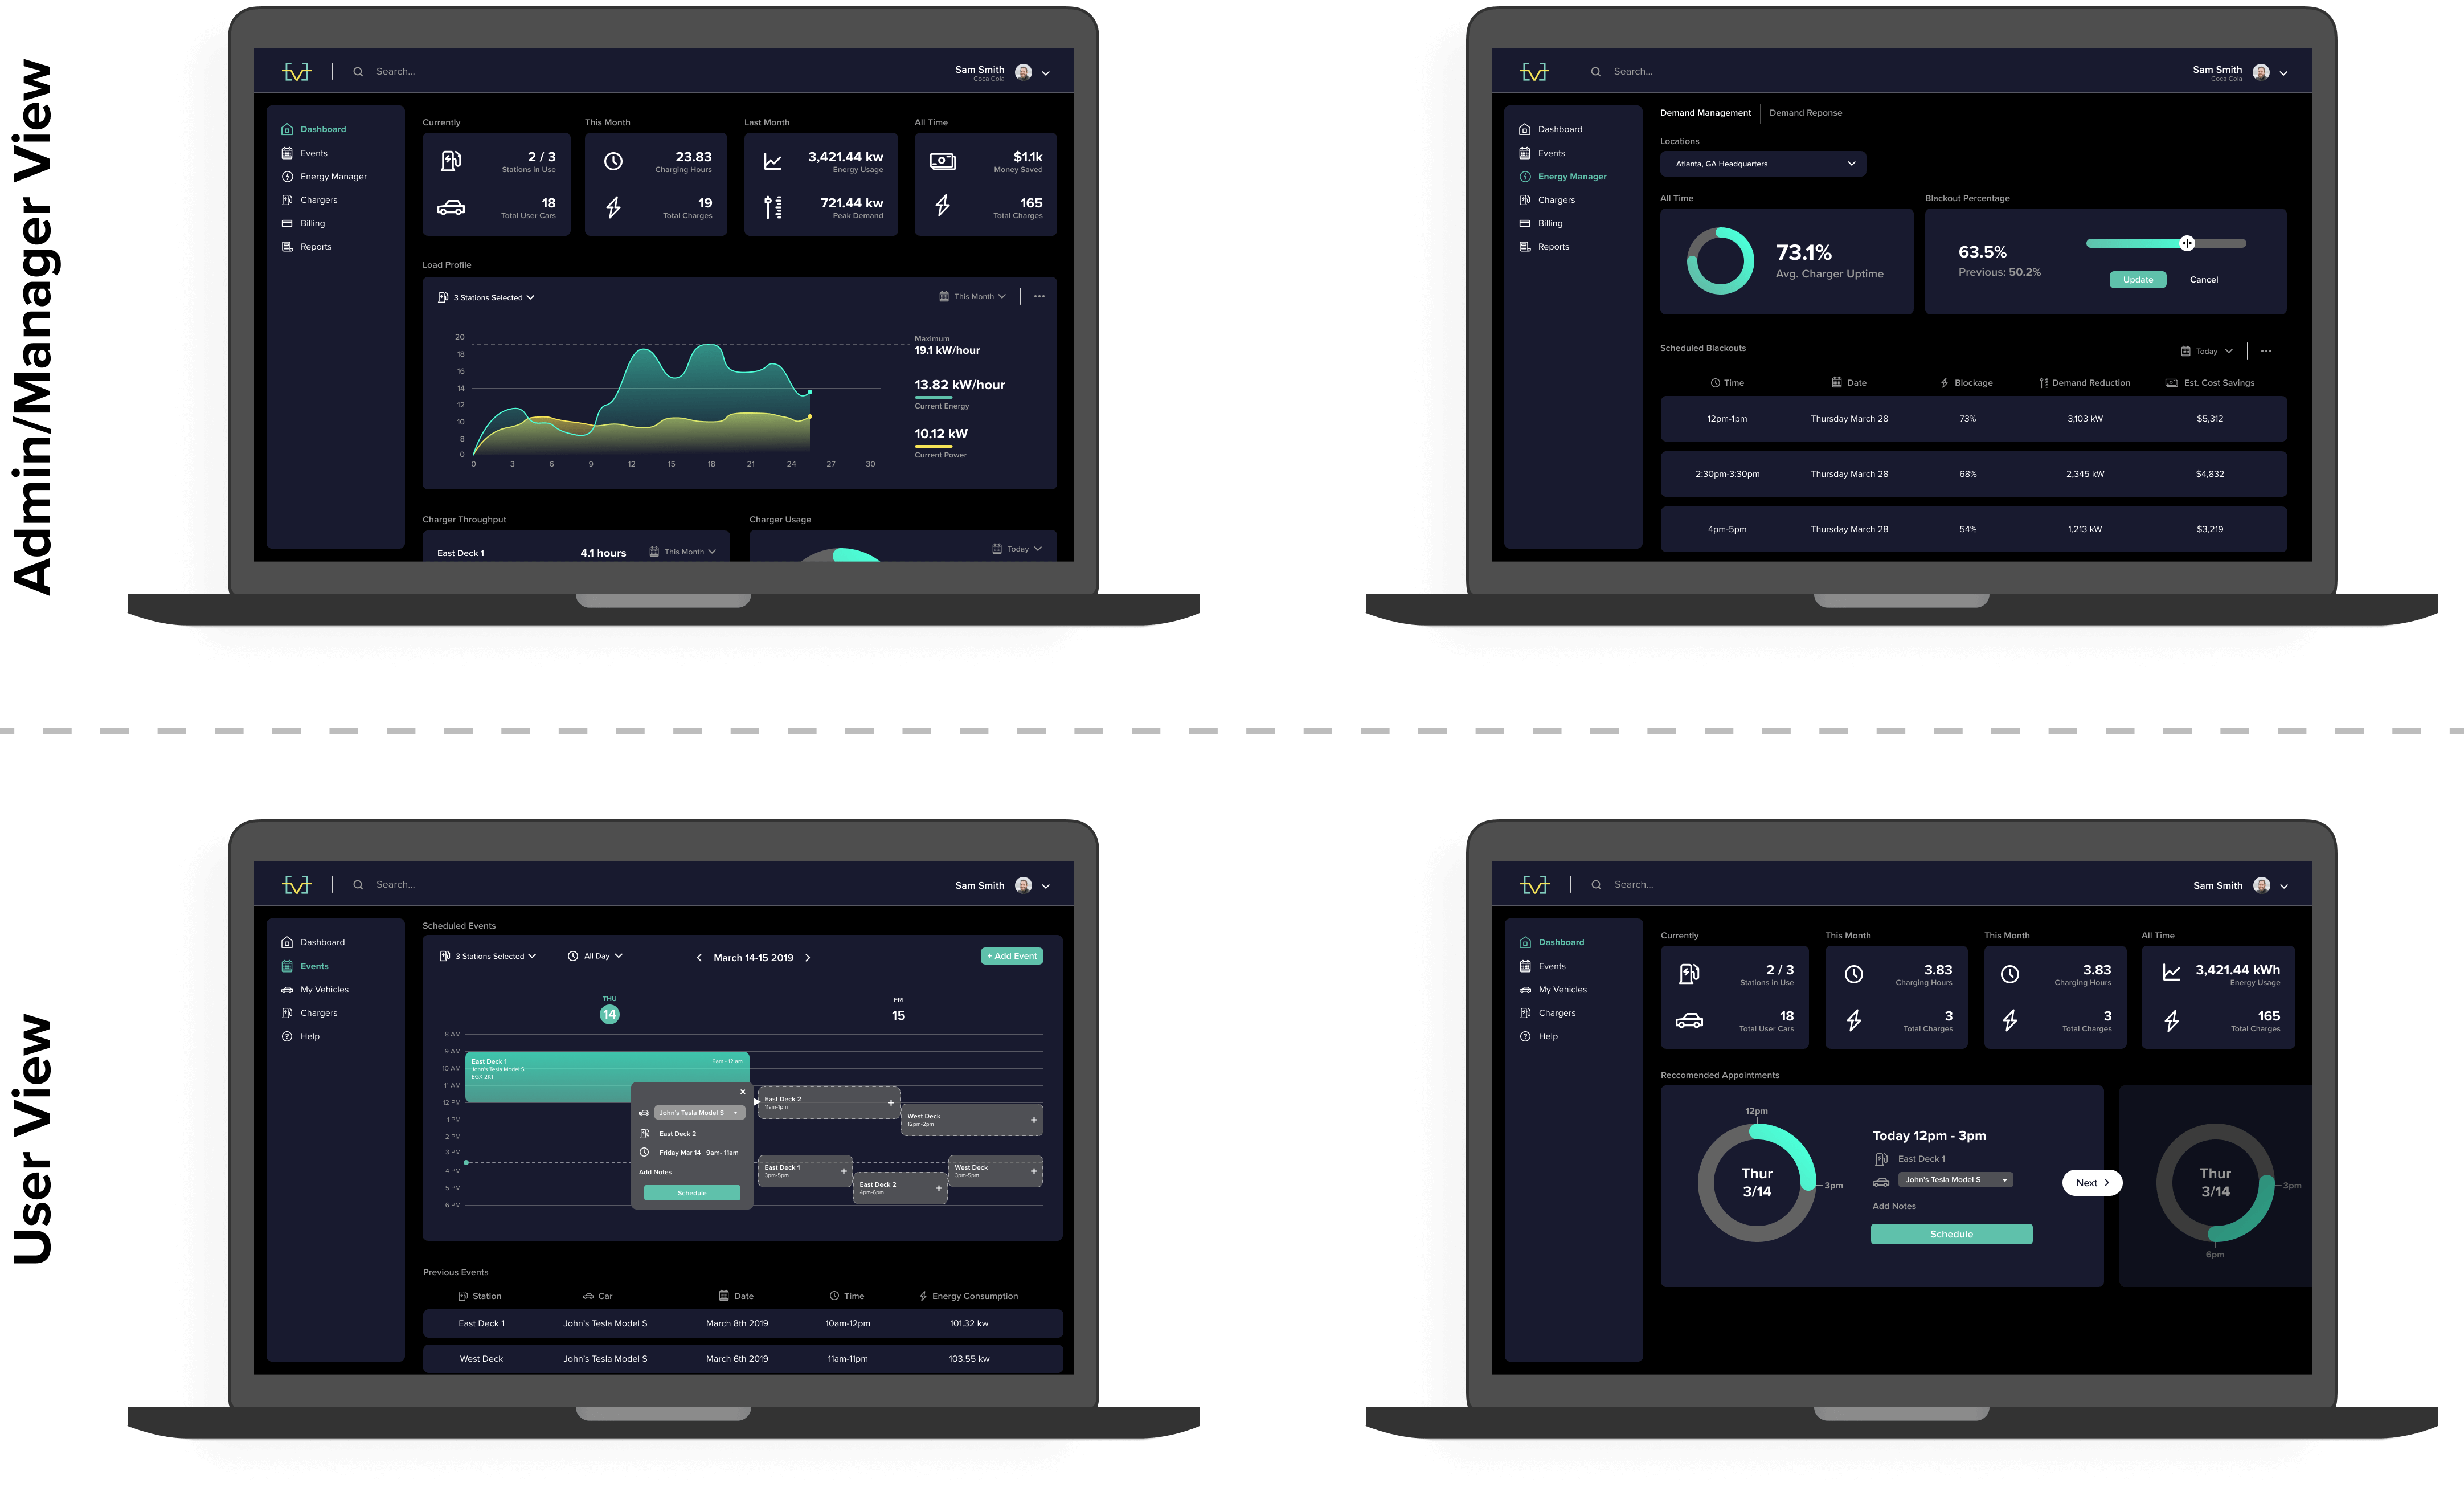 Admin/Manager View
Search...
Sam Smith
Coca Cola
Dashboard
Events
Energy Manager
Chargers
Billing
Reports
Currently
2 / 3
Stations in Use
18
Total User Cars
This Month
23.83
Charging Hours
19
Total Charges
Last Month
3,421.44 kw
Energy Usage
721.44 kw
Peak Demand
All Time
$1.1k
Money Saved
165
Total Charges
Load Profile
3 Stations Selected
This Month
20
18
16
14
12
10
8
0
0 3 6 9 12 15 18 21 24 27 30
Maximum
19.1 kW/hour
13.82 kW/hour
Current Energy
10.12 kW
Current Power
Charger Throughput
East Deck 1 4.1 hours This Month
Charger Usage
Today
Search...
Sam Smith
Coca Cola
Dashboard
Events
Energy Manager
Chargers
Billing
Reports
Demand Management Demand Reponse
Locations
Atlanta, GA Headquarters
All Time
73.1%
Avg. Charger Uptime
Blackout Percentage
63.5%
Previous: 50.2%
Update Cancel
Scheduled Blackouts
Today
Time Date Blockage Demand Reduction Est. Cost Savings
12pm-1pm Thursday March 28 73% 3,103 kW $5,312
2:30pm-3:30pm Thursday March 28 68% 2,345 kW $4,832
4pm-5pm Thursday March 28 54% 1,213 kW $3,219
User View
Search...
Sam Smith
Dashboard
Events
My Vehicles
Chargers
Help
Scheduled Events
3 Stations Selected All Day March 14-15 2019 + Add Event
THU
14
FRI
15
8 AM
9 AM
10 AM
11 AM
12 PM
1 PM
2 PM
3 PM
4 PM
5 PM
6 PM
East Deck 1 9am - 12 am
John's Tesla Model S
EGX-2K1
John's Tesla Model S
East Deck 2
Friday Mar 14 9am- 11am
Add Notes
Schedule
East Deck 2
11am-1pm
West Deck
12pm-2pm
East Deck 1
3pm-5pm
East Deck 2
4pm-6pm
West Deck
3pm-5pm
Previous Events
Station Car Date Time Energy Consumption
East Deck 1 John's Tesla Model S March 8th 2019 10am-12pm 101.32 kw
West Deck John's Tesla Model S March 6th 2019 11am-11pm 103.55 kw
Search...
Sam Smith
Dashboard
Events
My Vehicles
Chargers
Help
Currently
2 / 3
Stations in Use
18
Total User Cars
This Month
3.83
Charging Hours
3
Total Charges
This Month
3.83
Charging Hours
3
Total Charges
All Time
3,421.44 kWh
Energy Usage
165
Total Charges
Reccomended Appointments
12pm
Thur
3/14
3pm
Today 12pm - 3pm
East Deck 1
John's Tesla Model S
Add Notes
Schedule
Next
Thur
3/14
3pm
6pm